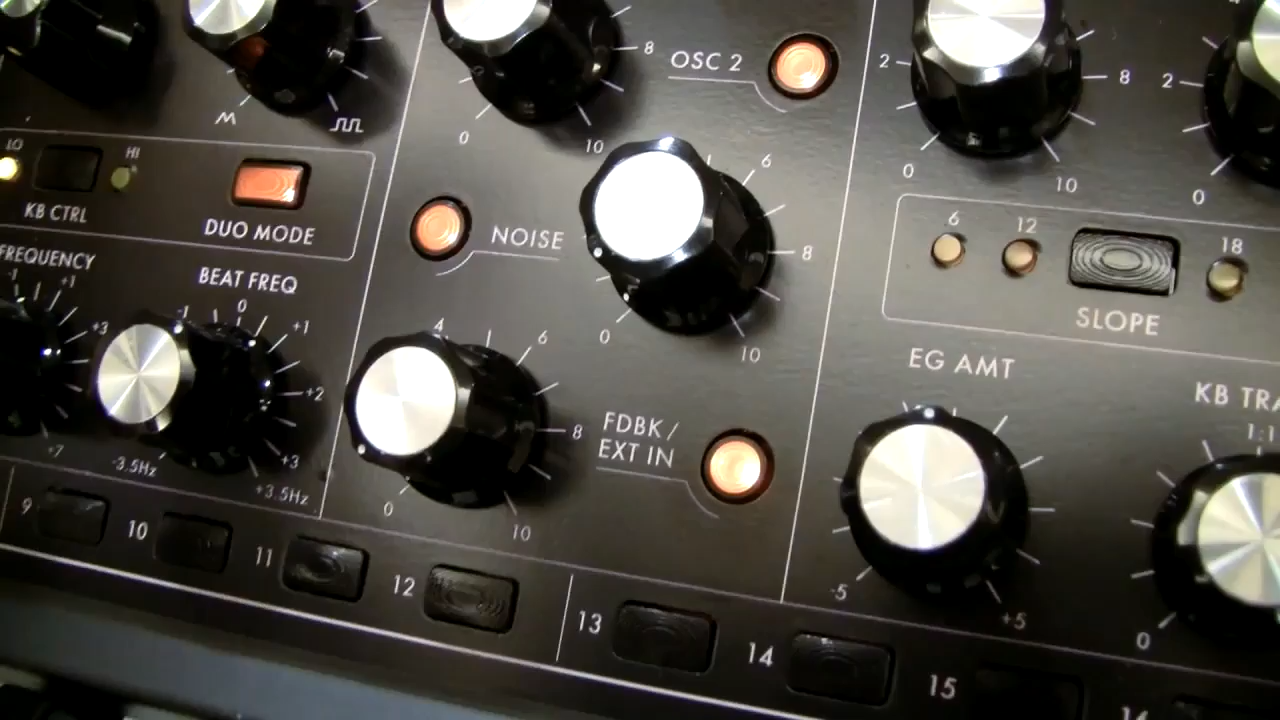 8
OSC 2
2
8
2
0
10
0
10
0
LO
HI
KB CTRL
DUO MODE
6
NOISE
8
0
10
6
12
18
SLOPE
FREQUENCY
-1
+1
+3
+7
BEAT FREQ
-1
0
+1
+2
+3
-3.5Hz
+3.5Hz
4
6
8
0
10
FDBK/
EXT IN
EG AMT
-5
+5
KB TRA
1:1
0
9
10
11
12
13
14
15